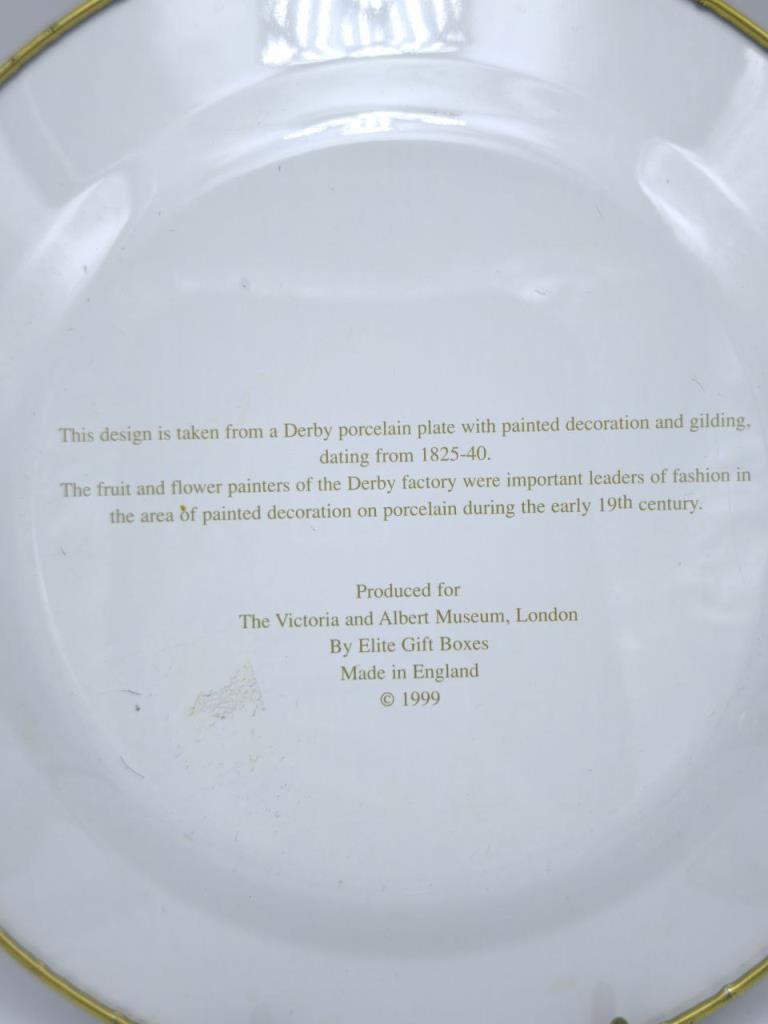 This design is taken from a Derby porcelain plate with painted decoration and gilding,
dating from 1825-40.
The fruit and flower painters of the Derby factory were important leaders of fashion in
the area of painted decoration on porcelain during the early 19th century.
Produced for
The Victoria and Albert Museum, London
By Elite Gift Boxes
Made in England
© 1999